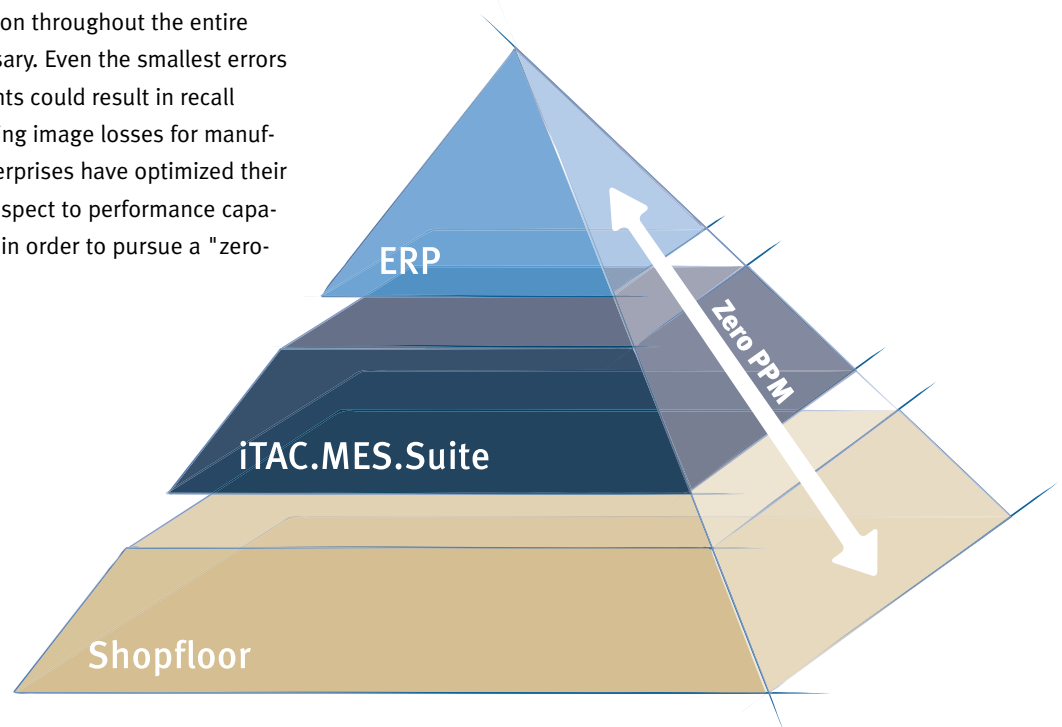 on throughout the entire
sary. Even the smallest errors
nts could result in recall
ing image losses for manuf-
erprises have optimized their
spect to performance capa-
in order to pursue a "zero-
ERP
Zero PPM
iTAC.MES.Suite
Shopfloor